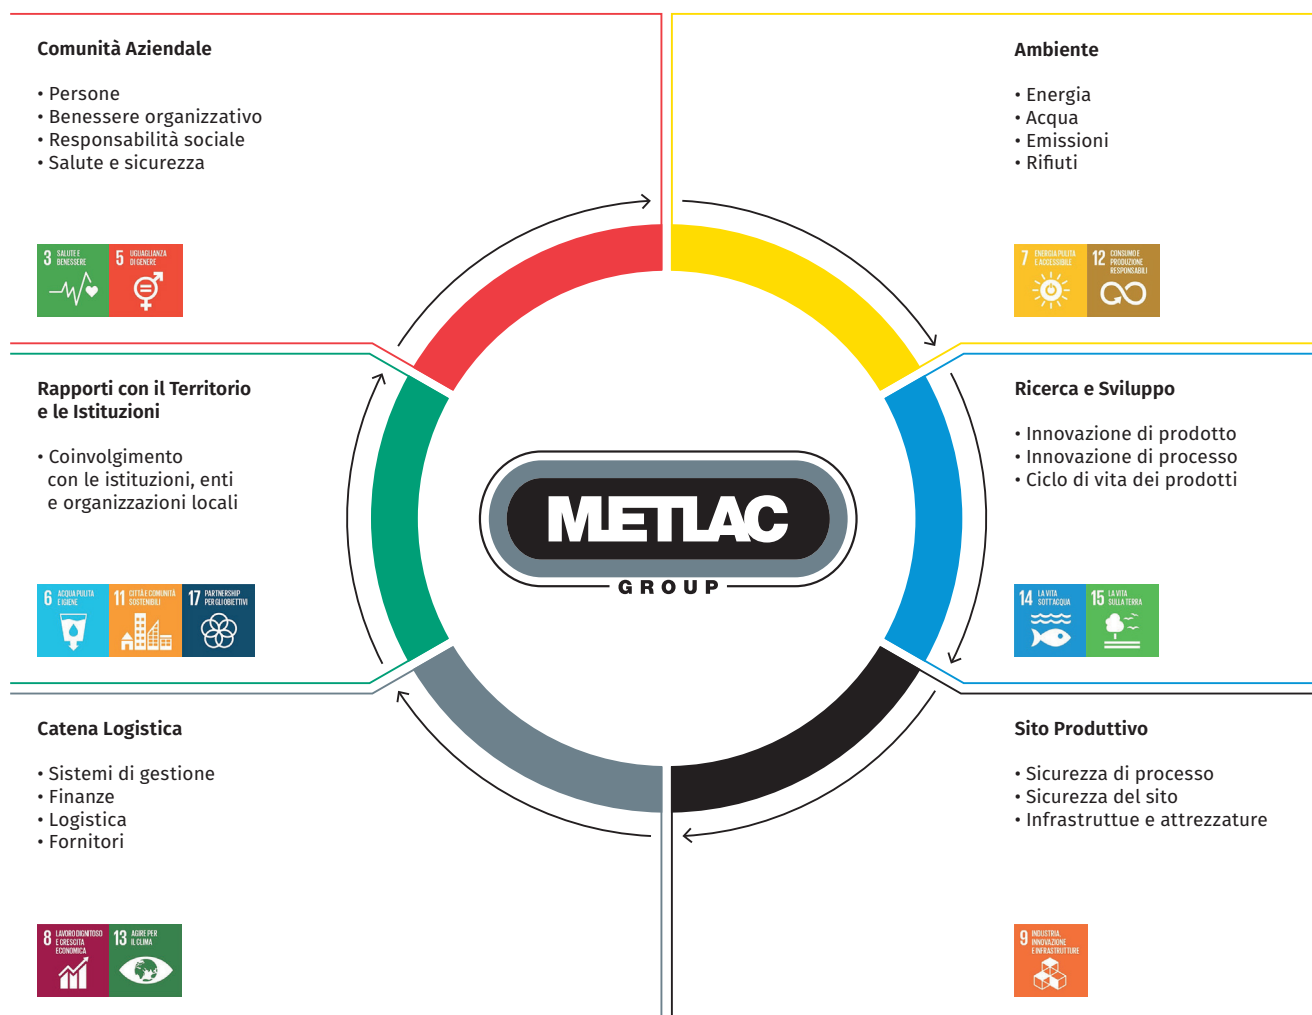 Comunità Aziendale
• Persone
• Benessere organizzativo
• Responsabilità sociale
• Salute e sicurezza
3 SALUTE E
BENESSERE
5 UGUAGLIANZA
DI GENERE
Ambiente
• Energia
• Acqua
• Emissioni
• Rifiuti
7 ENERGIA PULITA
E ACCESSIBILE
12 CONSUMO E
PRODUZIONE
RESPONSABILI
Rapporti con il Territorio
e le Istituzioni
• Coinvolgimento
con le istituzioni, enti
e organizzazioni locali
6 ACQUA PULITA
E IGIENE
11 CITTÀ E COMUNITÀ
SOSTENIBILI
17 PARTNERSHIP
PER GLI OBIETTIVI
METLAC
GROUP
Ricerca e Sviluppo
• Innovazione di prodotto
• Innovazione di processo
• Ciclo di vita dei prodotti
14 LA VITA
SOTT'ACQUA
15 LA VITA
SULLA TERRA
Catena Logistica
• Sistemi di gestione
• Finanze
• Logistica
• Fornitori
8 LAVORO DIGNITOSO
E CRESCITA
ECONOMICA
13 AGIRE PER
IL CLIMA
Sito Produttivo
• Sicurezza di processo
• Sicurezza del sito
• Infrastruttue e attrezzature
9 INDUSTRIA,
INNOVAZIONE
E INFRASTRUTTURE